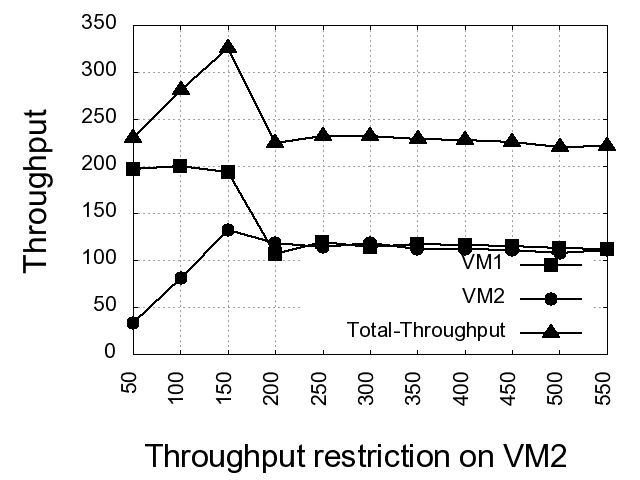 350
300
250
200
150
100
50
0
Throughput
VM1
VM2
Total-Throughput
50 100 150 200 250 300 350 400 450 500 550
Throughput restriction on VM2